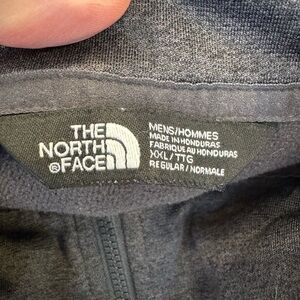 THE
NORTH
®FACE
MENS/HOMMES
MADE IN HONDURAS
FABRIQUE AU HONDURAS
XXL/TTG
REGULAR/NORMALE